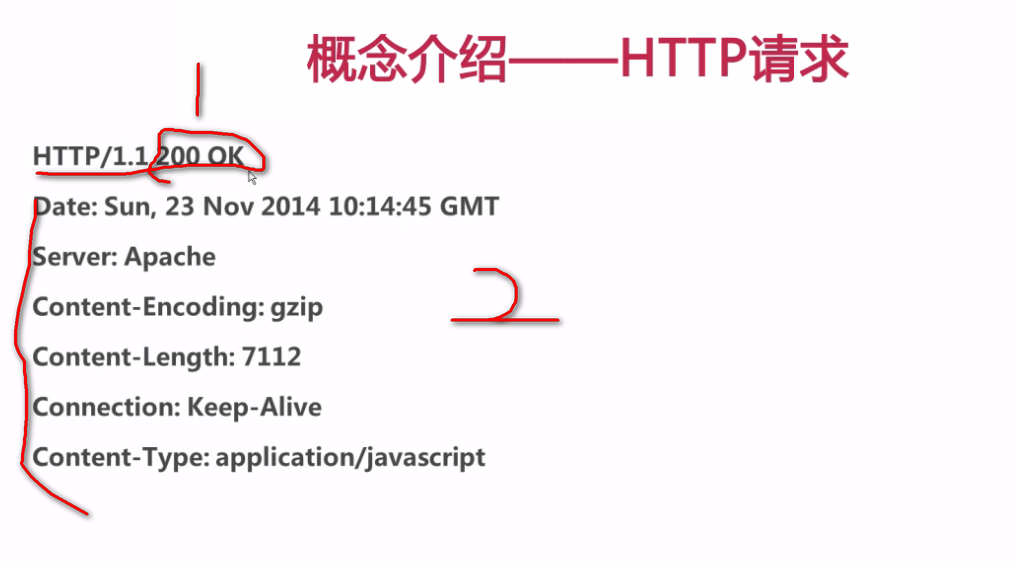 概念介绍——HTTP请求
1
HTTP/1.1 200 OK
Date: Sun, 23 Nov 2014 10:14:45 GMT
Server: Apache
Content-Encoding: gzip
2
Content-Length: 7112
Connection: Keep-Alive
Content-Type: application/javascript